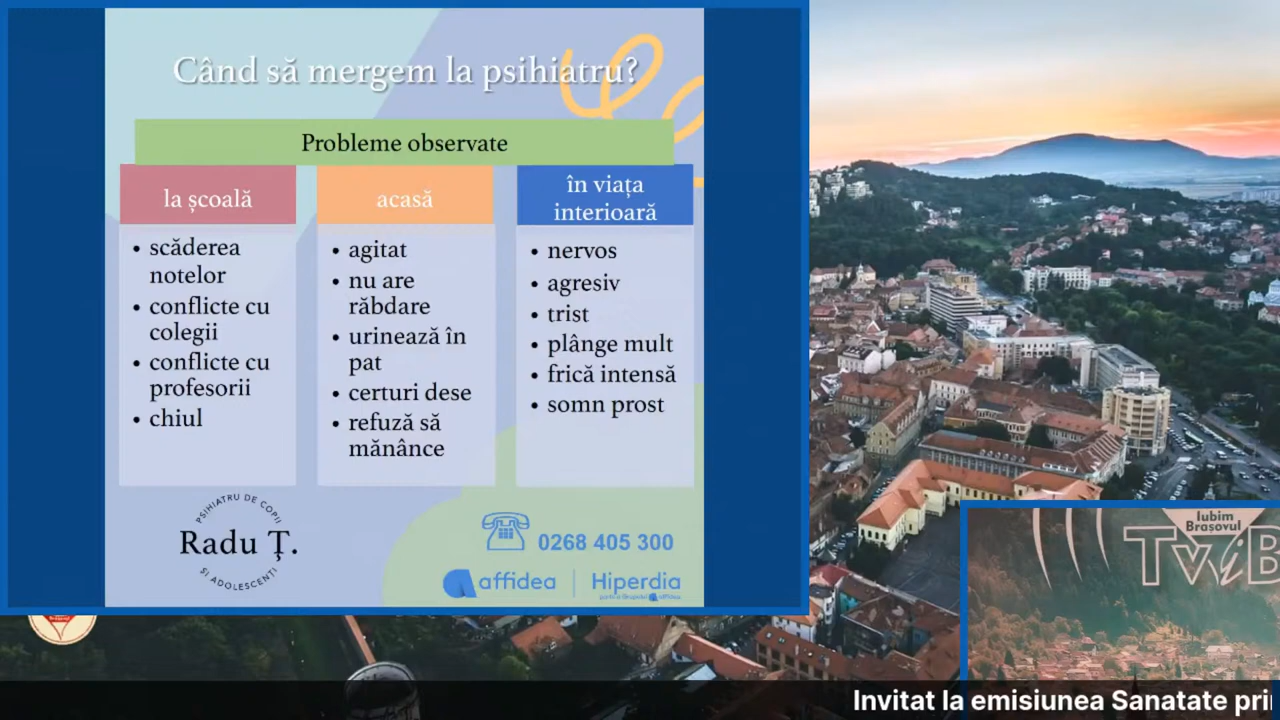 Când să mergem la psihiatru?
Probleme observate
la școală
• scăderea
notelor
• conflicte cu
colegii
• conflicte cu
profesorii
• chiul
acasă
• agitat
• nu are
răbdare
• urinează în
pat
• certuri dese
• refuză să
mănânce
în viața
interioară
• nervos
• agresiv
• trist
• plânge mult
• frică intensă
• somn prost
PSIHIATRU DE COPII
Radu Ț.
ȘI ADOLESCENȚI
0268 405 300
affidea
Hiperdia
Iubim
Brașovul
TViB
Invitat la emisiunea Sanatate